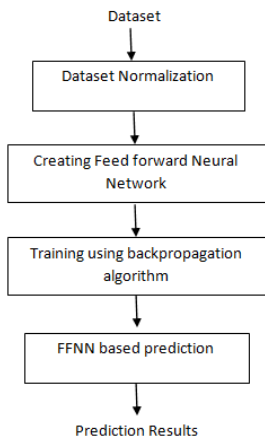 Dataset
Dataset Normalization
Creating Feed forward Neural
Network
Training using backpropagation
algorithm
FFNN based prediction
Prediction Results